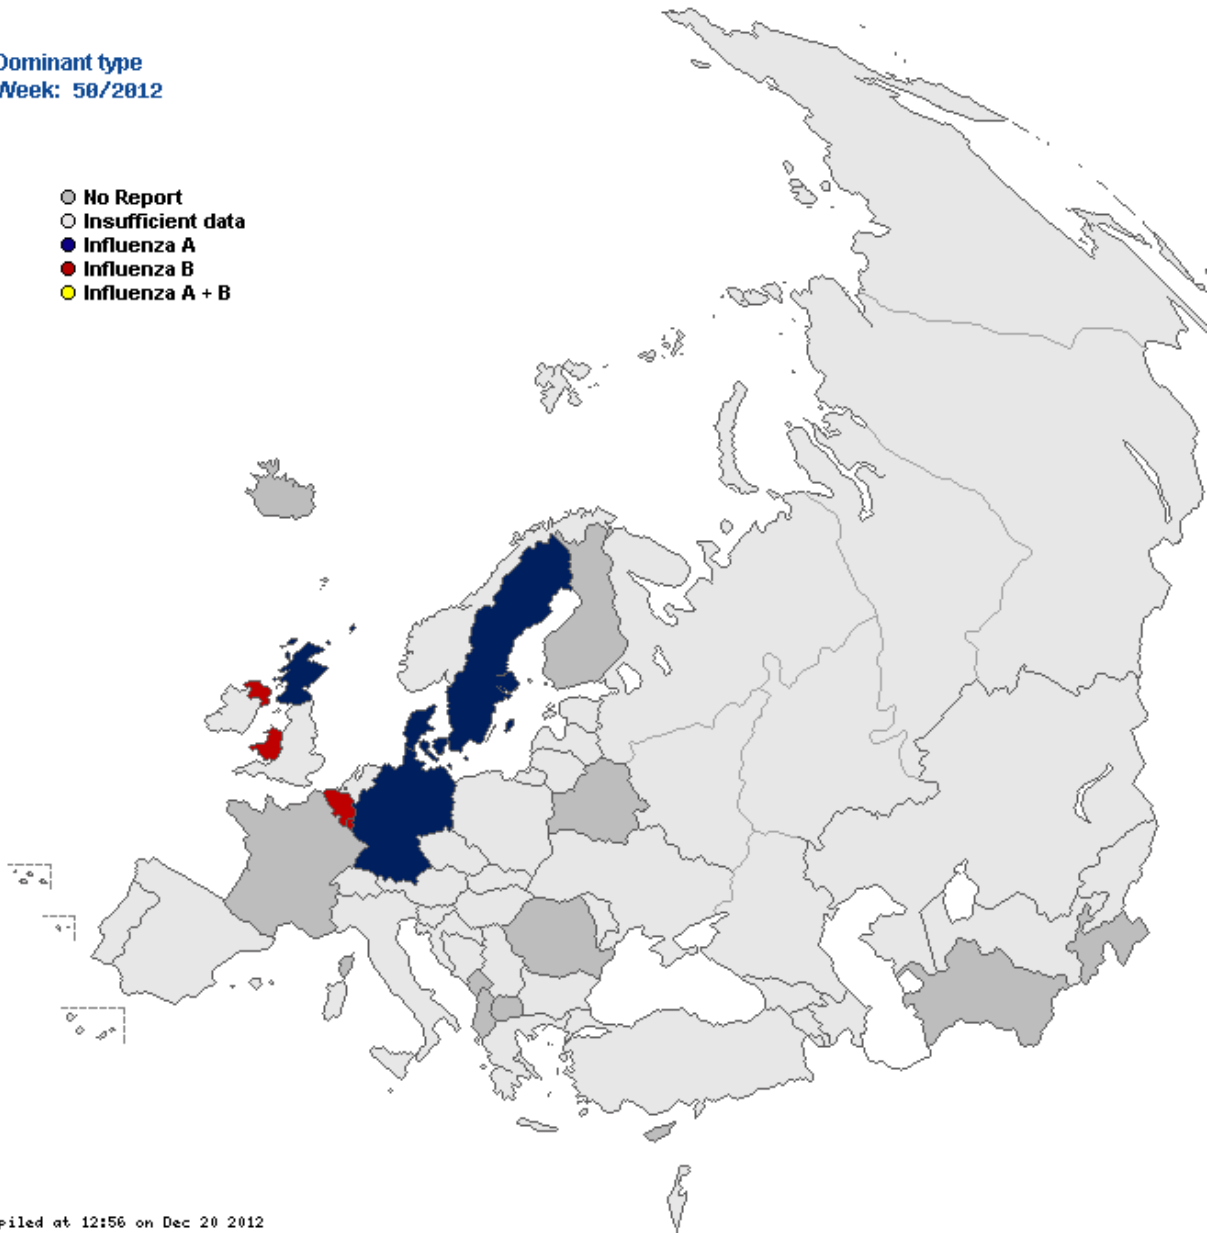 Dominant type
Week: 50/2012
No Report
Insufficient data
Influenza A
Influenza B
Influenza A + B
piled at 12:56 on Dec 20 2012